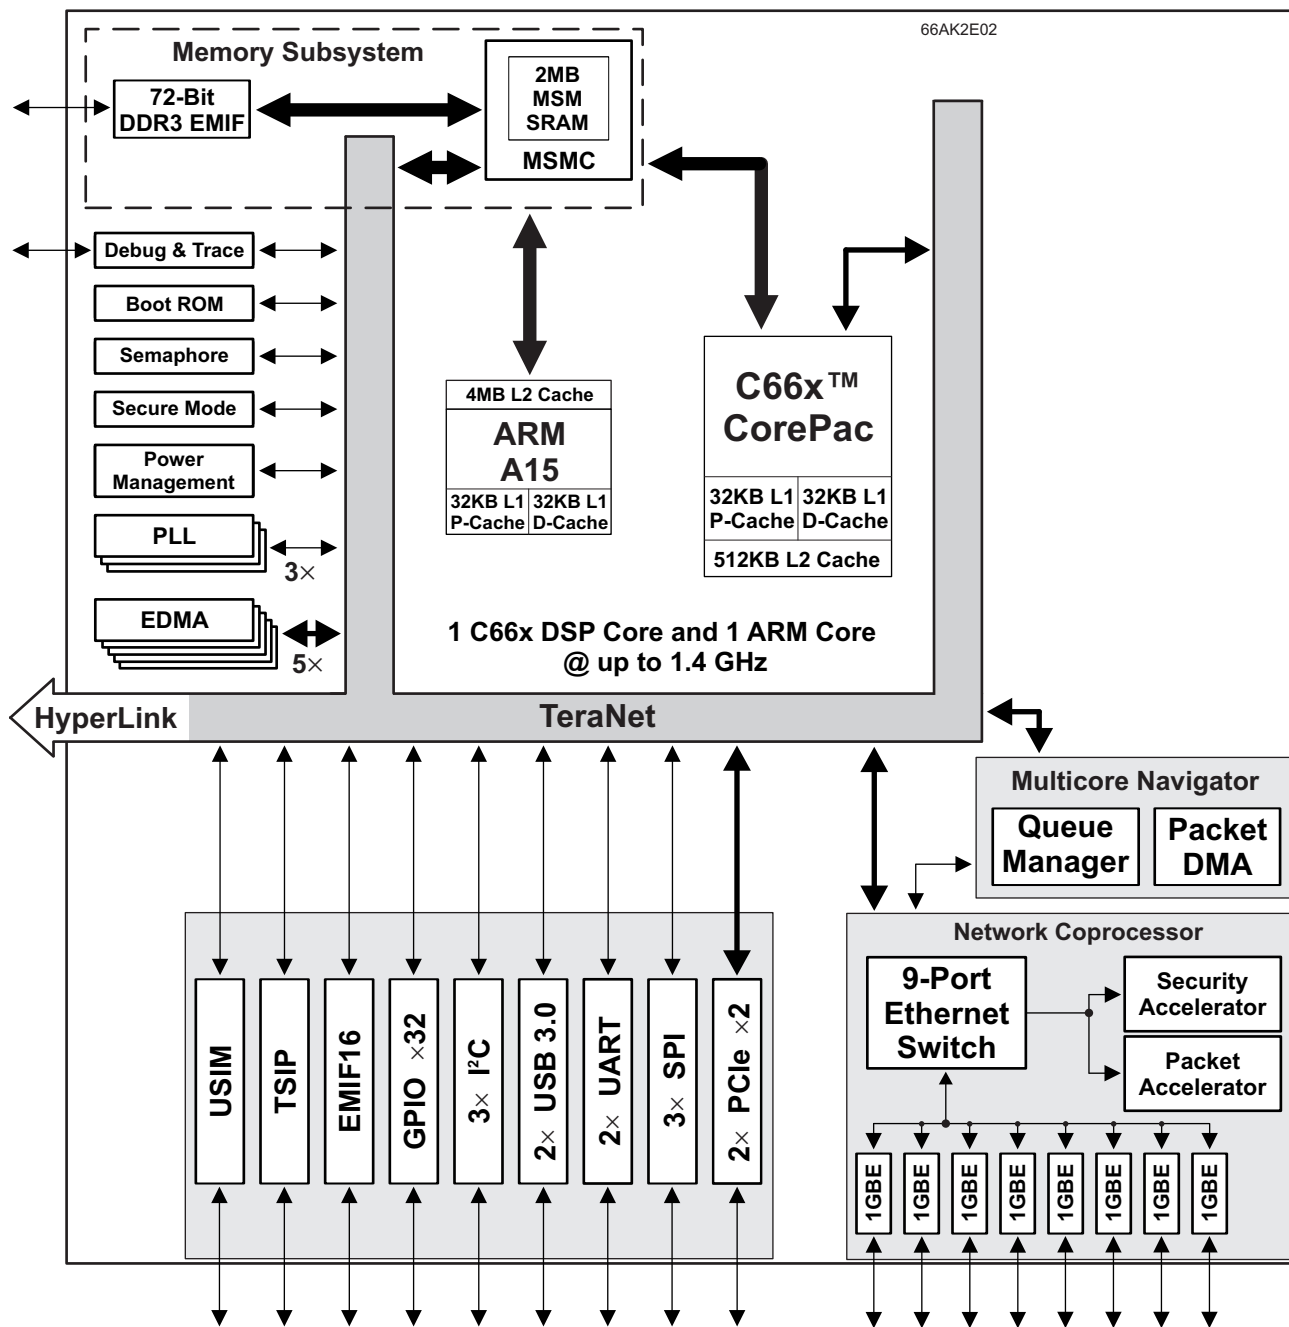 66AK2E02
Memory Subsystem
72-Bit
DDR3 EMIF
2MB
MSM
SRAM
MSMC
Debug & Trace
Boot ROM
Semaphore
Secure Mode
Power
Management
PLL
3×
EDMA
5×
4MB L2 Cache
ARM
A15
32KB L1
P-Cache
32KB L1
D-Cache
C66x™
CorePac
32KB L1
P-Cache
32KB L1
D-Cache
512KB L2 Cache
1 C66x DSP Core and 1 ARM Core
@ up to 1.4 GHz
HyperLink
TeraNet
Multicore Navigator
Queue
Manager
Packet
DMA
Network Coprocessor
9-Port
Ethernet
Switch
Security
Accelerator
Packet
Accelerator
USIM
TSIP
EMIF16
GPIO ×32
3× I²C
2× USB 3.0
2× UART
3× SPI
2× PCIe ×2
1GBE
1GBE
1GBE
1GBE
1GBE
1GBE
1GBE
1GBE